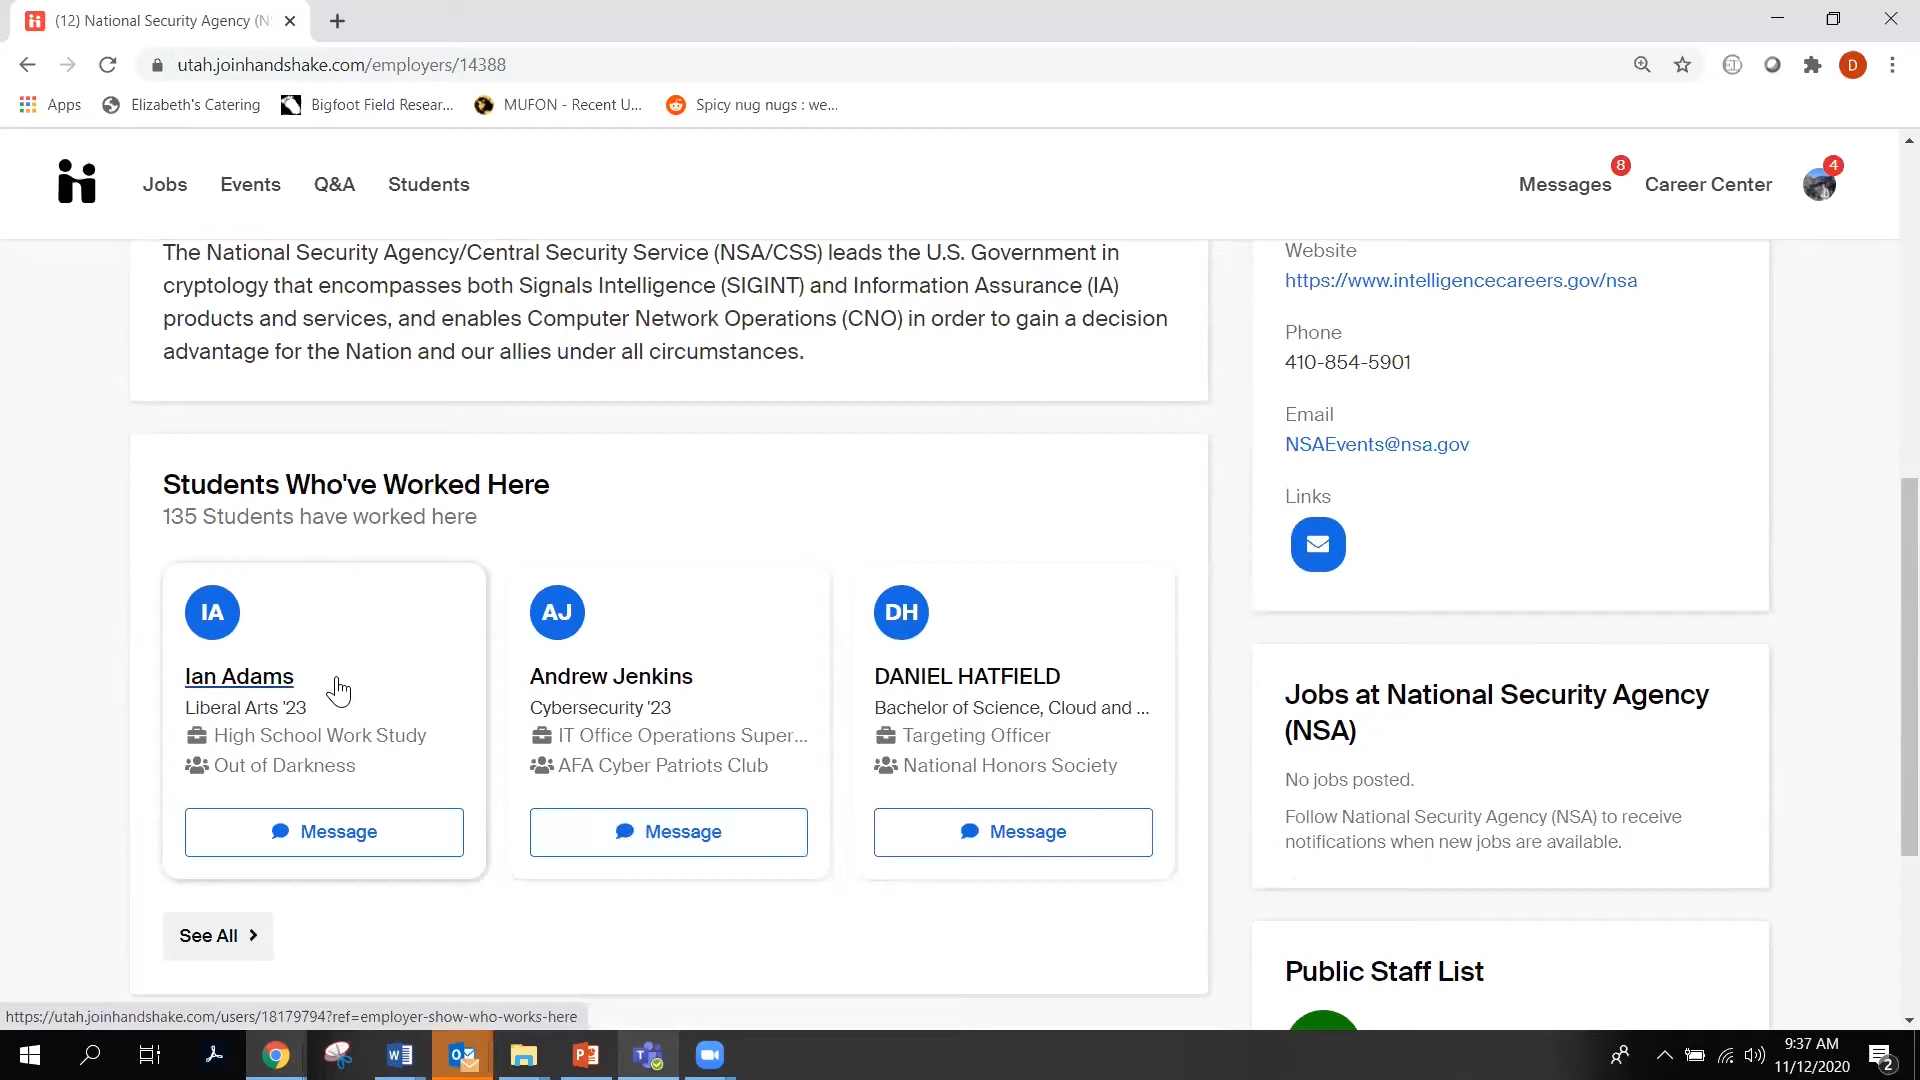 (12) National Security Agency (N
utah.joinhandshake.com/employers/14388
D
Apps
Elizabeth's Catering
Bigfoot Field Resear...
MUFON - Recent U...
Spicy nug nugs : we...
Jobs
Events
Q&A
Students
Messages
8
Career Center
4
The National Security Agency/Central Security Service (NSA/CSS) leads the U.S. Government in
cryptology that encompasses both Signals Intelligence (SIGINT) and Information Assurance (IA)
products and services, and enables Computer Network Operations (CNO) in order to gain a decision
advantage for the Nation and our allies under all circumstances.
Students Who've Worked Here
135 Students have worked here
IA
Ian Adams
Liberal Arts '23
High School Work Study
Out of Darkness
Message
AJ
Andrew Jenkins
Cybersecurity '23
IT Office Operations Super...
AFA Cyber Patriots Club
Message
DH
DANIEL HATFIELD
Bachelor of Science, Cloud and ...
Targeting Officer
National Honors Society
Message
See All
Website
https://www.intelligencecareers.gov/nsa
Phone
410-854-5901
Email
NSAEvents@nsa.gov
Links
Jobs at National Security Agency
(NSA)
No jobs posted.
Follow National Security Agency (NSA) to receive
notifications when new jobs are available.
Public Staff List
https://utah.joinhandshake.com/users/18179794?ref=employer-show-who-works-here
9:37 AM
11/12/2020
2